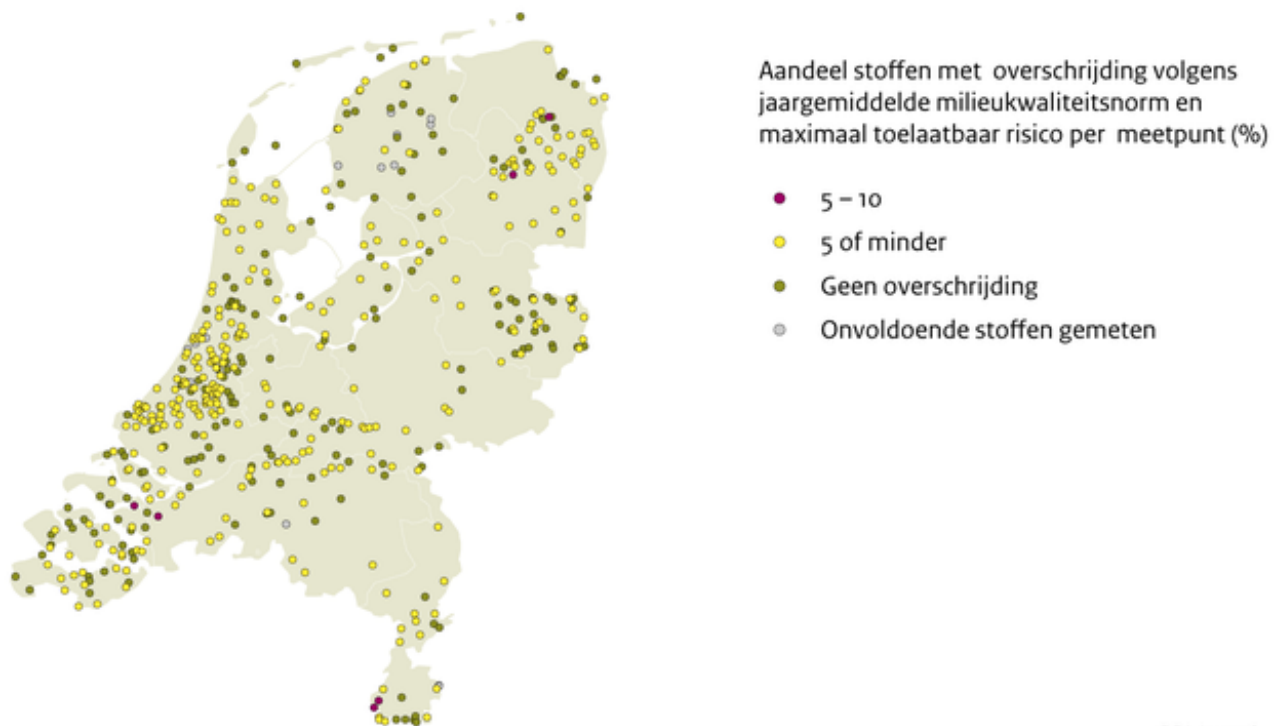 Aandeel stoffen met overschrijding volgens
jaargemiddelde milieukwaliteitsnorm en
maximaal toelaatbaar risico per meetpunt (%)
5 – 10
5 of minder
Geen overschrijding
Onvoldoende stoffen gemeten